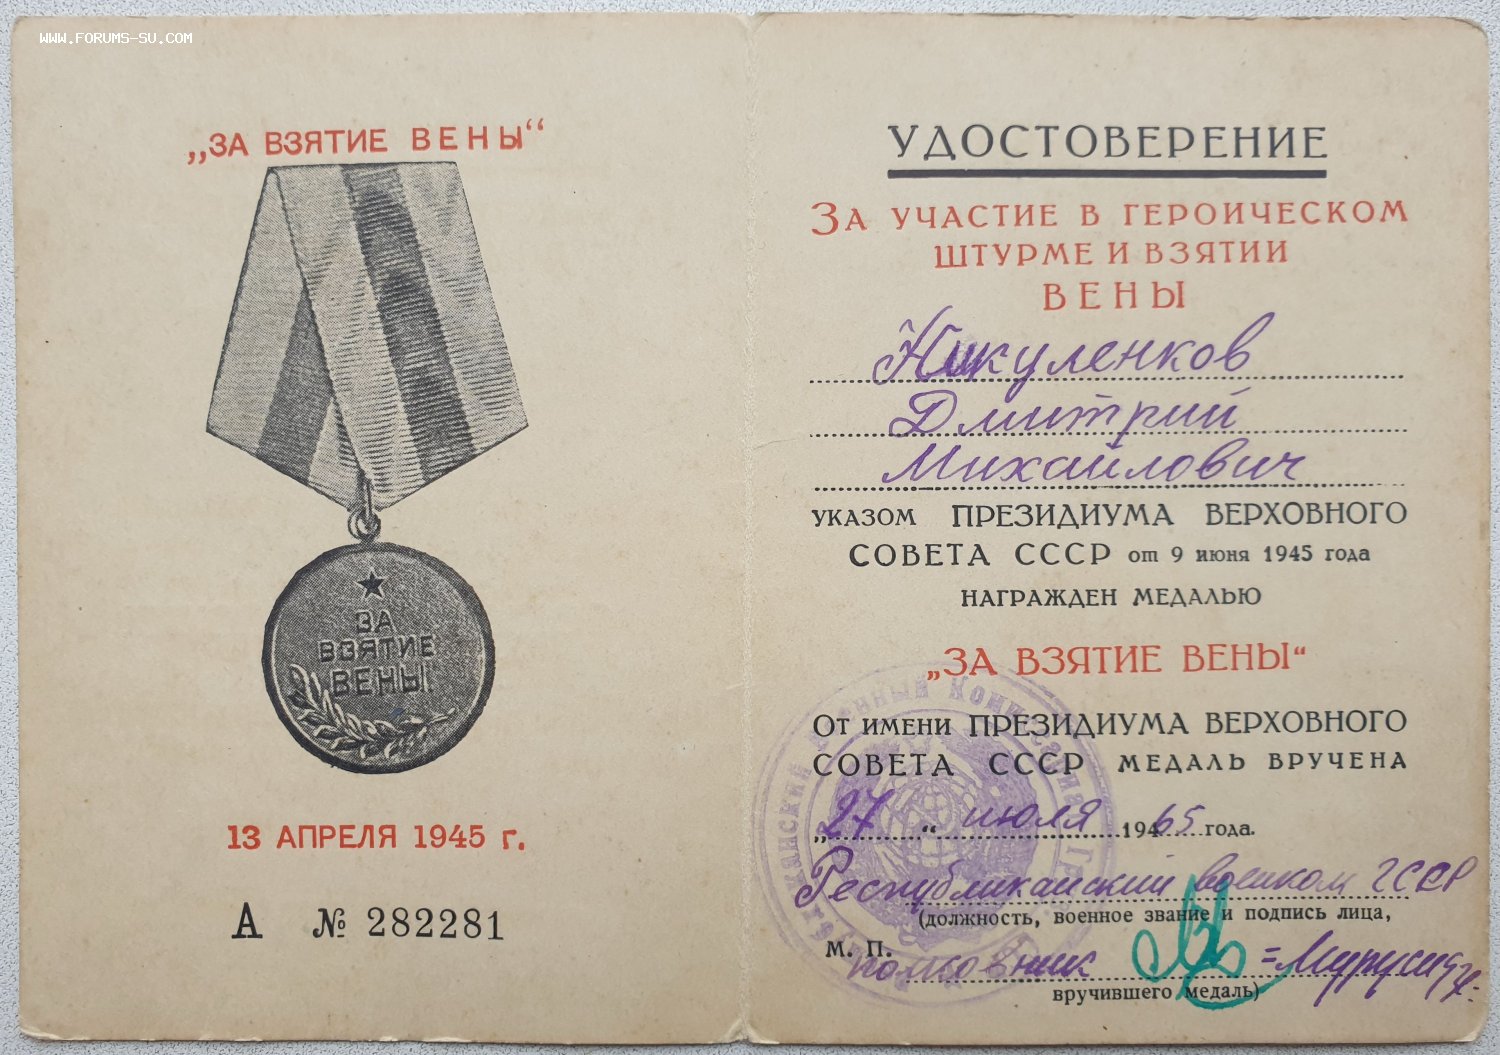 WWW.FORUMS-SU.COM
„ЗА ВЗЯТИЕ ВЕНЫ“
ЗА
ВЗЯТИЕ
ВЕНЫ
13 АПРЕЛЯ 1945 г.
А № 282281
УДОСТОВЕРЕНИЕ
ЗА УЧАСТИЕ В ГЕРОИЧЕСКОМ
ШТУРМЕ И ВЗЯТИИ
ВЕНЫ
Никуленков
Дмитрий
Михайлович
УКАЗОМ ПРЕЗИДИУМА ВЕРХОВНОГО
СОВЕТА СССР от 9 июня 1945 года
НАГРАЖДЕН МЕДАЛЬЮ
„ЗА ВЗЯТИЕ ВЕНЫ“
ОТ ИМЕНИ ПРЕЗИДИУМА ВЕРХОВНОГО
СОВЕТА СССР МЕДАЛЬ ВРУЧЕНА
„27“ июля 1965 года.
Республиканский военком ГССР
(должность, военное звание и подпись лица,
М. П. полковник
вручившего медаль)